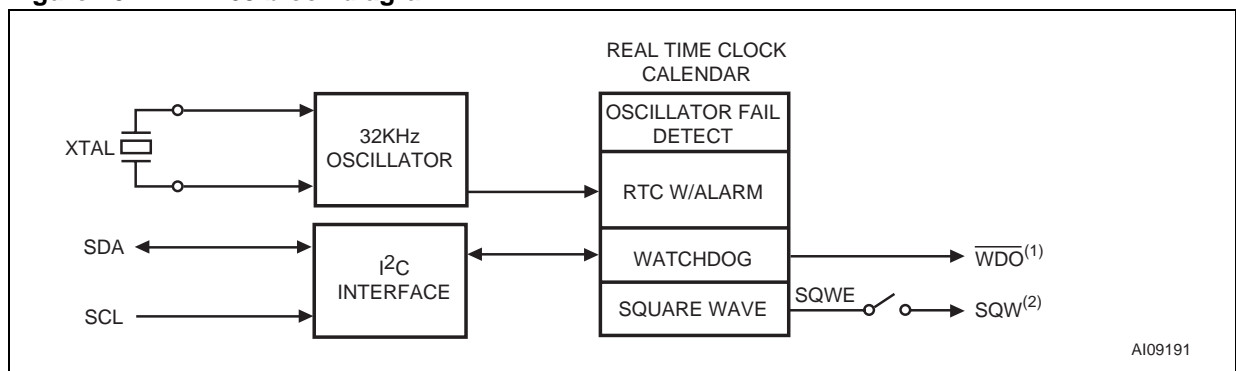 REAL TIME CLOCK
CALENDAR
XTAL
32KHz
OSCILLATOR
OSCILLATOR FAIL
DETECT
RTC W/ALARM
SDA
I2C
INTERFACE
WATCHDOG
WDO(1)
SCL
SQUARE WAVE
SQWE
SQW(2)
AI09191